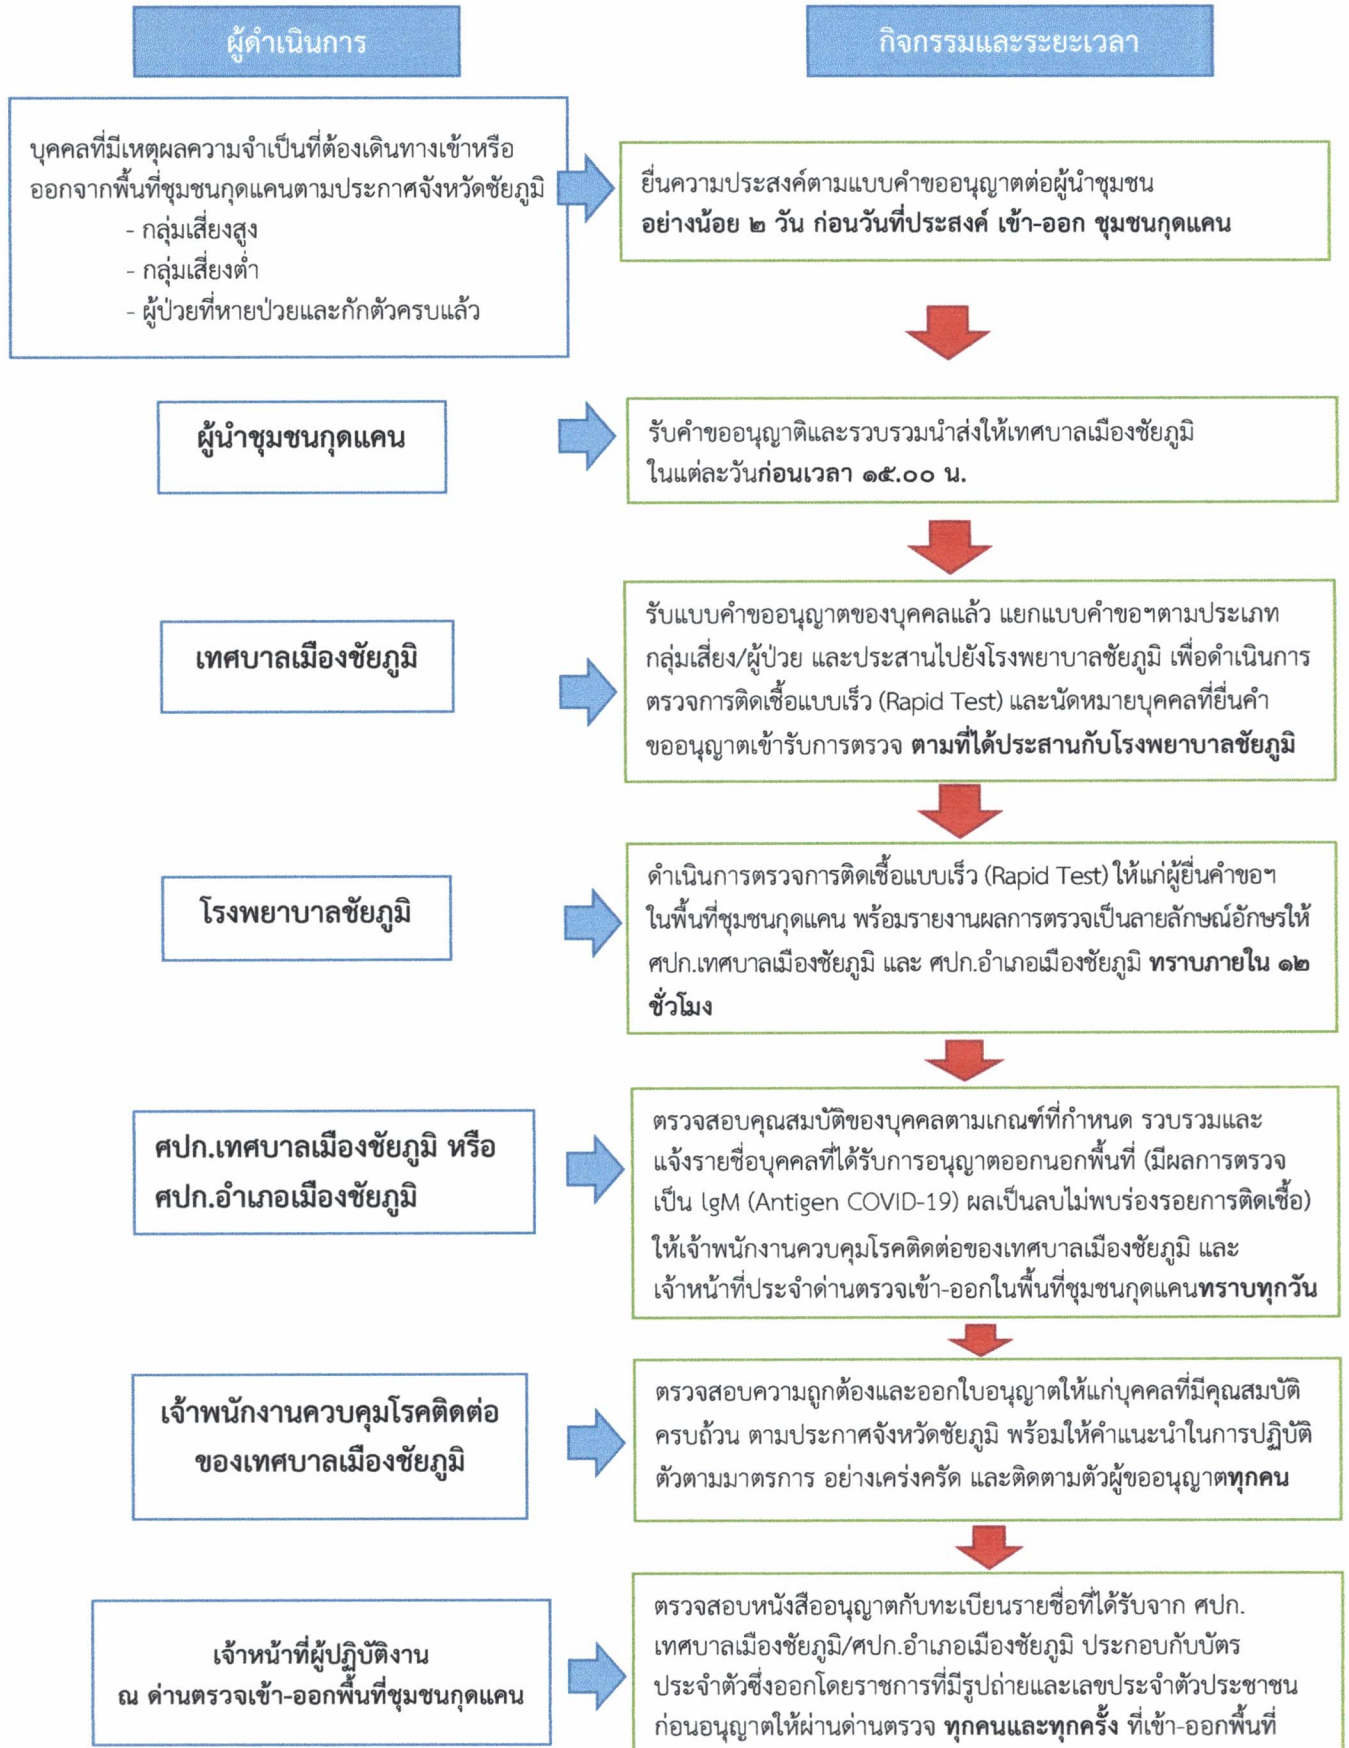 ผู้ดำเนินการ
กิจกรรมและระยะเวลา
บุคคลที่มีเหตุผลความจำเป็นที่ต้องเดินทางเข้าหรือ
ออกจากพื้นที่ชุมชนกุดแคนตามประกาศจังหวัดชัยภูมิ
- กลุ่มเสี่ยงสูง
- กลุ่มเสี่ยงต่ำ
- ผู้ป่วยที่หายป่วยและกักตัวครบแล้ว
ยื่นความประสงค์ตามแบบคำขออนุญาตต่อผู้นำชุมชน
อย่างน้อย ๒ วัน ก่อนวันที่ประสงค์ เข้า-ออก ชุมชนกุดแคน
ผู้นำชุมชนกุดแคน
รับคำขออนุญาติและรวบรวมนำส่งให้เทศบาลเมืองชัยภูมิ
ในแต่ละวันก่อนเวลา ๑๕.๐๐ น.
เทศบาลเมืองชัยภูมิ
รับแบบคำขออนุญาตของบุคคลแล้ว แยกแบบคำขอฯตามประเภท
กลุ่มเสี่ยง/ผู้ป่วย และประสานไปยังโรงพยาบาลชัยภูมิ เพื่อดำเนินการ
ตรวจการติดเชื้อแบบเร็ว (Rapid Test) และนัดหมายบุคคลที่ยื่นคำ
ขออนุญาตเข้ารับการตรวจ ตามที่ได้ประสานกับโรงพยาบาลชัยภูมิ
โรงพยาบาลชัยภูมิ
ดำเนินการตรวจการติดเชื้อแบบเร็ว (Rapid Test) ให้แก่ผู้ยื่นคำขอฯ
ในพื้นที่ชุมชนกุดแคน พร้อมรายงานผลการตรวจเป็นลายลักษณ์อักษรให้
ศปก.เทศบาลเมืองชัยภูมิ และ ศปก.อำเภอเมืองชัยภูมิ ทราบภายใน ๑๒
ชั่วโมง
ศปก.เทศบาลเมืองชัยภูมิ หรือ
ศปก.อำเภอเมืองชัยภูมิ
ตรวจสอบคุณสมบัติของบุคคลตามเกณฑ์ที่กำหนด รวบรวมและ
แจ้งรายชื่อบุคคลที่ได้รับการอนุญาตออกนอกพื้นที่ (มีผลการตรวจ
เป็น lgM (Antigen COVID-19) ผลเป็นลบไม่พบร่องรอยการติดเชื้อ)
ให้เจ้าพนักงานควบคุมโรคติดต่อของเทศบาลเมืองชัยภูมิ และ
เจ้าหน้าที่ประจำด่านตรวจเข้า-ออกในพื้นที่ชุมชนกุดแคนทราบทุกวัน
เจ้าพนักงานควบคุมโรคติดต่อ
ของเทศบาลเมืองชัยภูมิ
ตรวจสอบความถูกต้องและออกใบอนุญาตให้แก่บุคคลที่มีคุณสมบัติ
ครบถ้วน ตามประกาศจังหวัดชัยภูมิ พร้อมให้คำแนะนำในการปฏิบัติ
ตัวตามมาตรการ อย่างเคร่งครัด และติดตามตัวผู้ขออนุญาตทุกคน
เจ้าหน้าที่ผู้ปฏิบัติงาน
ณ ด่านตรวจเข้า-ออกพื้นที่ชุมชนกุดแคน
ตรวจสอบหนังสืออนุญาตกับทะเบียนรายชื่อที่ได้รับจาก ศปก.
เทศบาลเมืองชัยภูมิ/ศปก.อำเภอเมืองชัยภูมิ ประกอบกับบัตร
ประจำตัวซึ่งออกโดยราชการที่มีรูปถ่ายและเลขประจำตัวประชาชน
ก่อนอนุญาตให้ผ่านด่านตรวจ ทุกคนและทุกครั้ง ที่เข้า-ออกพื้นที่